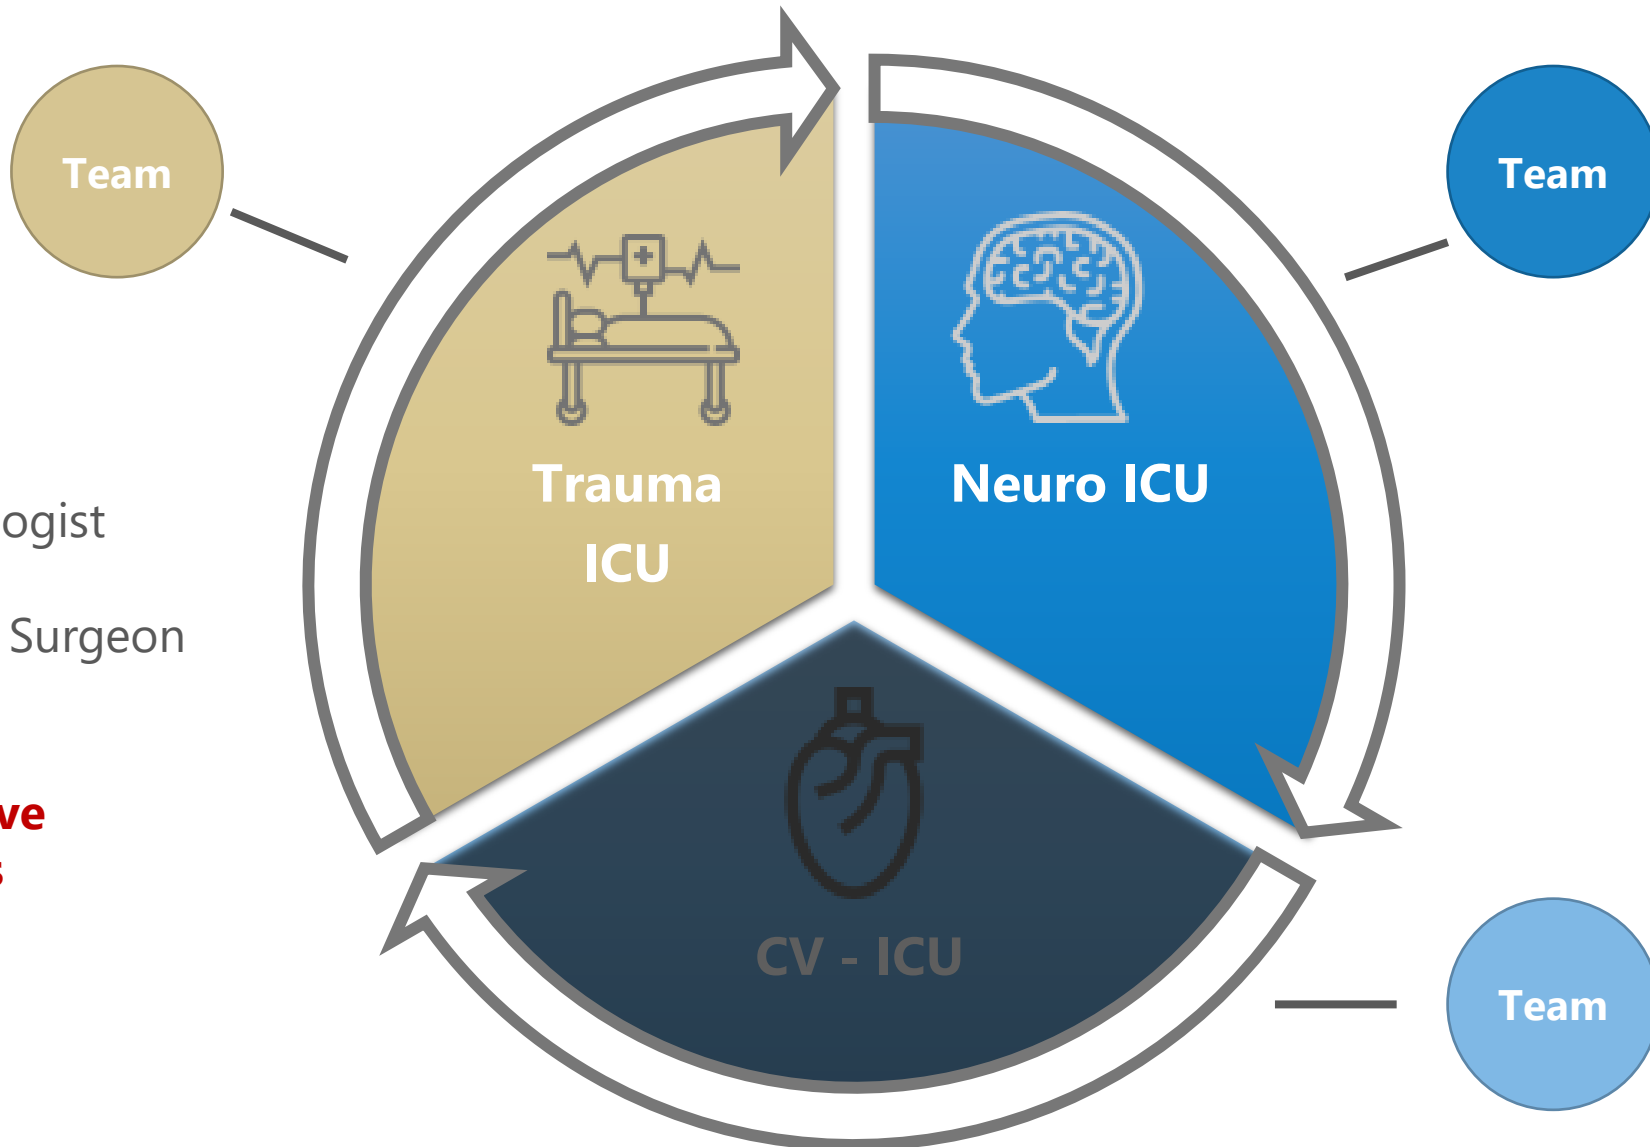 Team
Team
Trauma
ICU
Neuro ICU
ogist
Surgeon
ve
s
CV - ICU
Team